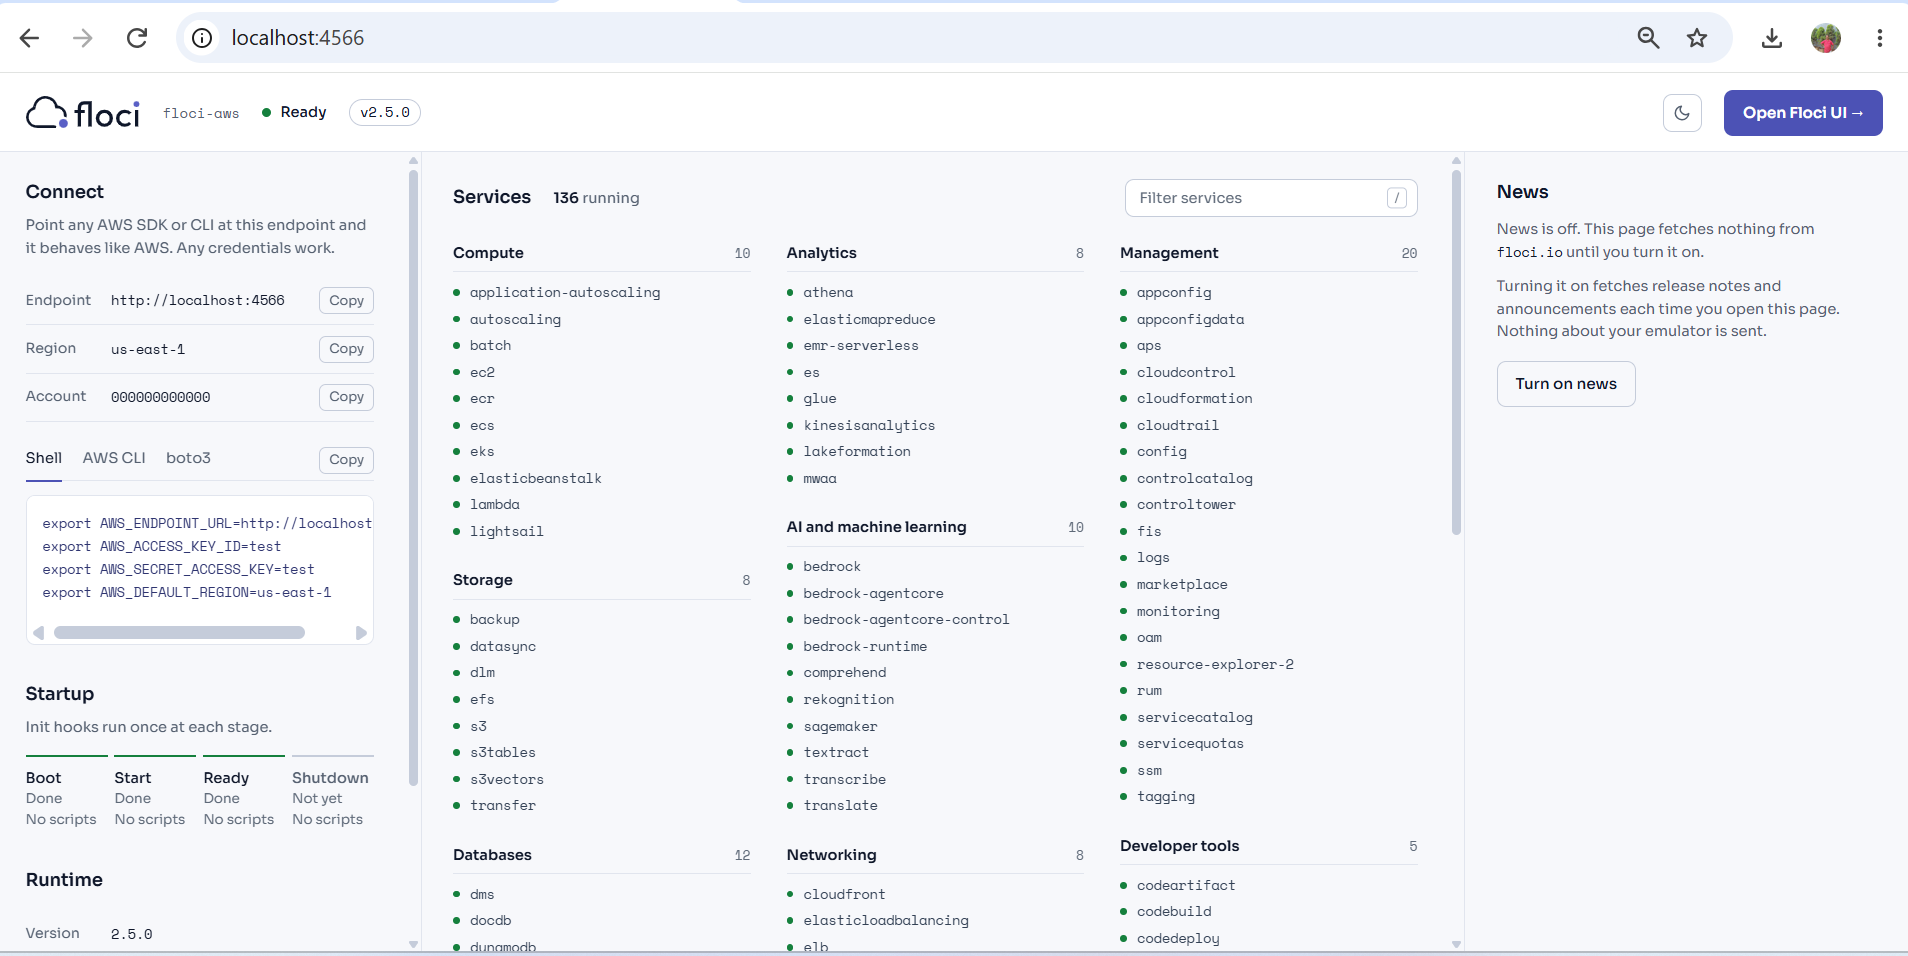 localhost:4566
floci
floci-aws
Ready
v2.5.0
Open Floci UI →
Connect
Point any AWS SDK or CLI at this endpoint and
it behaves like AWS. Any credentials work.
Endpoint http://localhost:4566 Copy
Region us-east-1 Copy
Account 000000000000 Copy
Shell AWS CLI boto3 Copy
export AWS_ENDPOINT_URL=http://localhost
export AWS_ACCESS_KEY_ID=test
export AWS_SECRET_ACCESS_KEY=test
export AWS_DEFAULT_REGION=us-east-1
Startup
Init hooks run once at each stage.
Boot
Done
No scripts
Start
Done
No scripts
Ready
Done
No scripts
Shutdown
Not yet
No scripts
Runtime
Version 2.5.0
Services 136 running
Filter services /
Compute 10
application-autoscaling
autoscaling
batch
ec2
ecr
ecs
eks
elasticbeanstalk
lambda
lightsail
Storage 8
backup
datasync
dlm
efs
s3
s3tables
s3vectors
transfer
Databases 12
dms
docdb
dynamodb
Analytics 8
athena
elasticmapreduce
emr-serverless
es
glue
kinesisanalytics
lakeformation
mwaa
AI and machine learning 10
bedrock
bedrock-agentcore
bedrock-agentcore-control
bedrock-runtime
comprehend
rekognition
sagemaker
textract
transcribe
translate
Networking 8
cloudfront
elasticloadbalancing
elb
Management 20
appconfig
appconfigdata
aps
cloudcontrol
cloudformation
cloudtrail
config
controlcatalog
controltower
fis
logs
marketplace
monitoring
oam
resource-explorer-2
rum
servicecatalog
servicequotas
ssm
tagging
Developer tools 5
codeartifact
codebuild
codedeploy
News
News is off. This page fetches nothing from
floci.io until you turn it on.
Turning it on fetches release notes and
announcements each time you open this page.
Nothing about your emulator is sent.
Turn on news